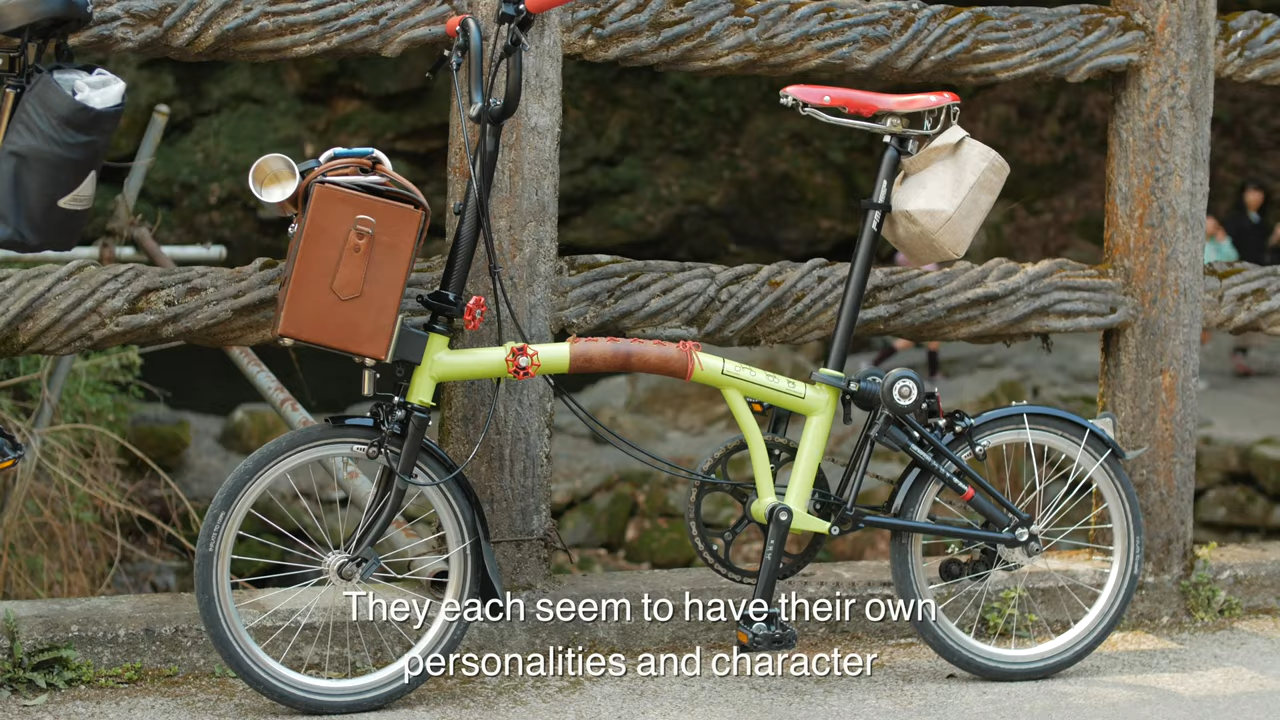 They each seem to have their own
personalities and character